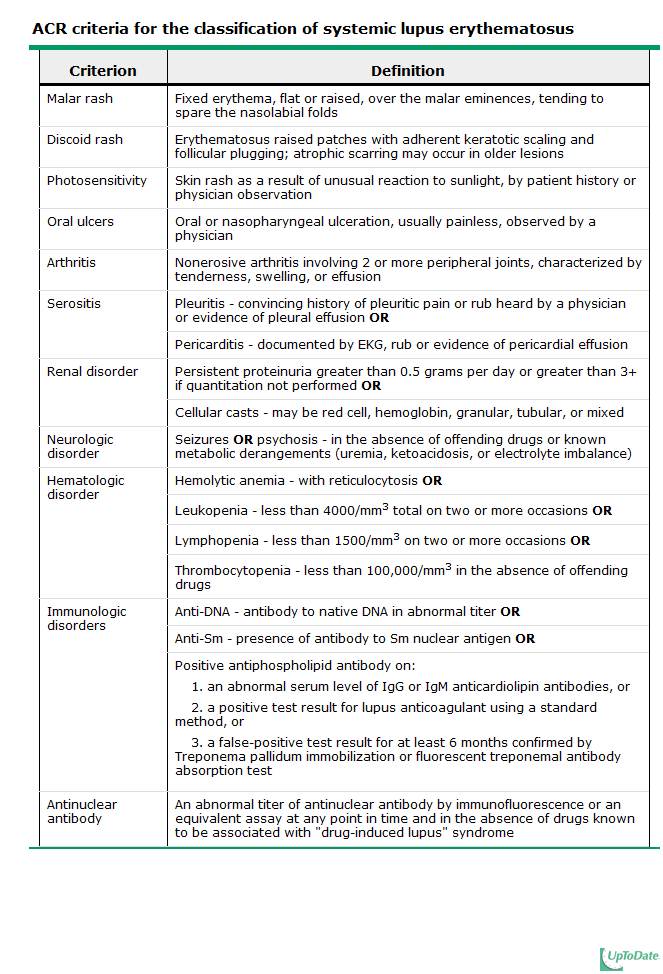 ACR criteria for the classification of systemic lupus erythematosus
Criterion
Definition
Malar rash
Fixed erythema, flat or raised, over the malar eminences, tending to
spare the nasolabial folds
Discoid rash
Erythematosus raised patches with adherent keratotic scaling and
follicular plugging; atrophic scarring may occur in older lesions
Photosensitivity
Skin rash as a result of unusual reaction to sunlight, by patient history or
physician observation
Oral ulcers
Oral or nasopharyngeal ulceration, usually painless, observed by a
physician
Arthritis
Nonerosive arthritis involving 2 or more peripheral joints, characterized by
tenderness, swelling, or effusion
Serositis
Pleuritis - convincing history of pleuritic pain or rub heard by a physician
or evidence of pleural effusion OR
Pericarditis - documented by EKG, rub or evidence of pericardial effusion
Renal disorder
Persistent proteinuria greater than 0.5 grams per day or greater than 3+
if quantitation not performed OR
Cellular casts - may be red cell, hemoglobin, granular, tubular, or mixed
Neurologic
disorder
Seizures OR psychosis - in the absence of offending drugs or known
metabolic derangements (uremia, ketoacidosis, or electrolyte imbalance)
Hematologic
disorder
Hemolytic anemia - with reticulocytosis OR
Leukopenia - less than 4000/mm³ total on two or more occasions OR
Lymphopenia - less than 1500/mm³ on two or more occasions OR
Thrombocytopenia - less than 100,000/mm³ in the absence of offending
drugs
Immunologic
disorders
Anti-DNA - antibody to native DNA in abnormal titer OR
Anti-Sm - presence of antibody to Sm nuclear antigen OR
Positive antiphospholipid antibody on:
1. an abnormal serum level of IgG or IgM anticardiolipin antibodies, or
2. a positive test result for lupus anticoagulant using a standard
method, or
3. a false-positive test result for at least 6 months confirmed by
Treponema pallidum immobilization or fluorescent treponemal antibody
absorption test
Antinuclear
antibody
An abnormal titer of antinuclear antibody by immunofluorescence or an
equivalent assay at any point in time and in the absence of drugs known
to be associated with "drug-induced lupus" syndrome
UpToDate